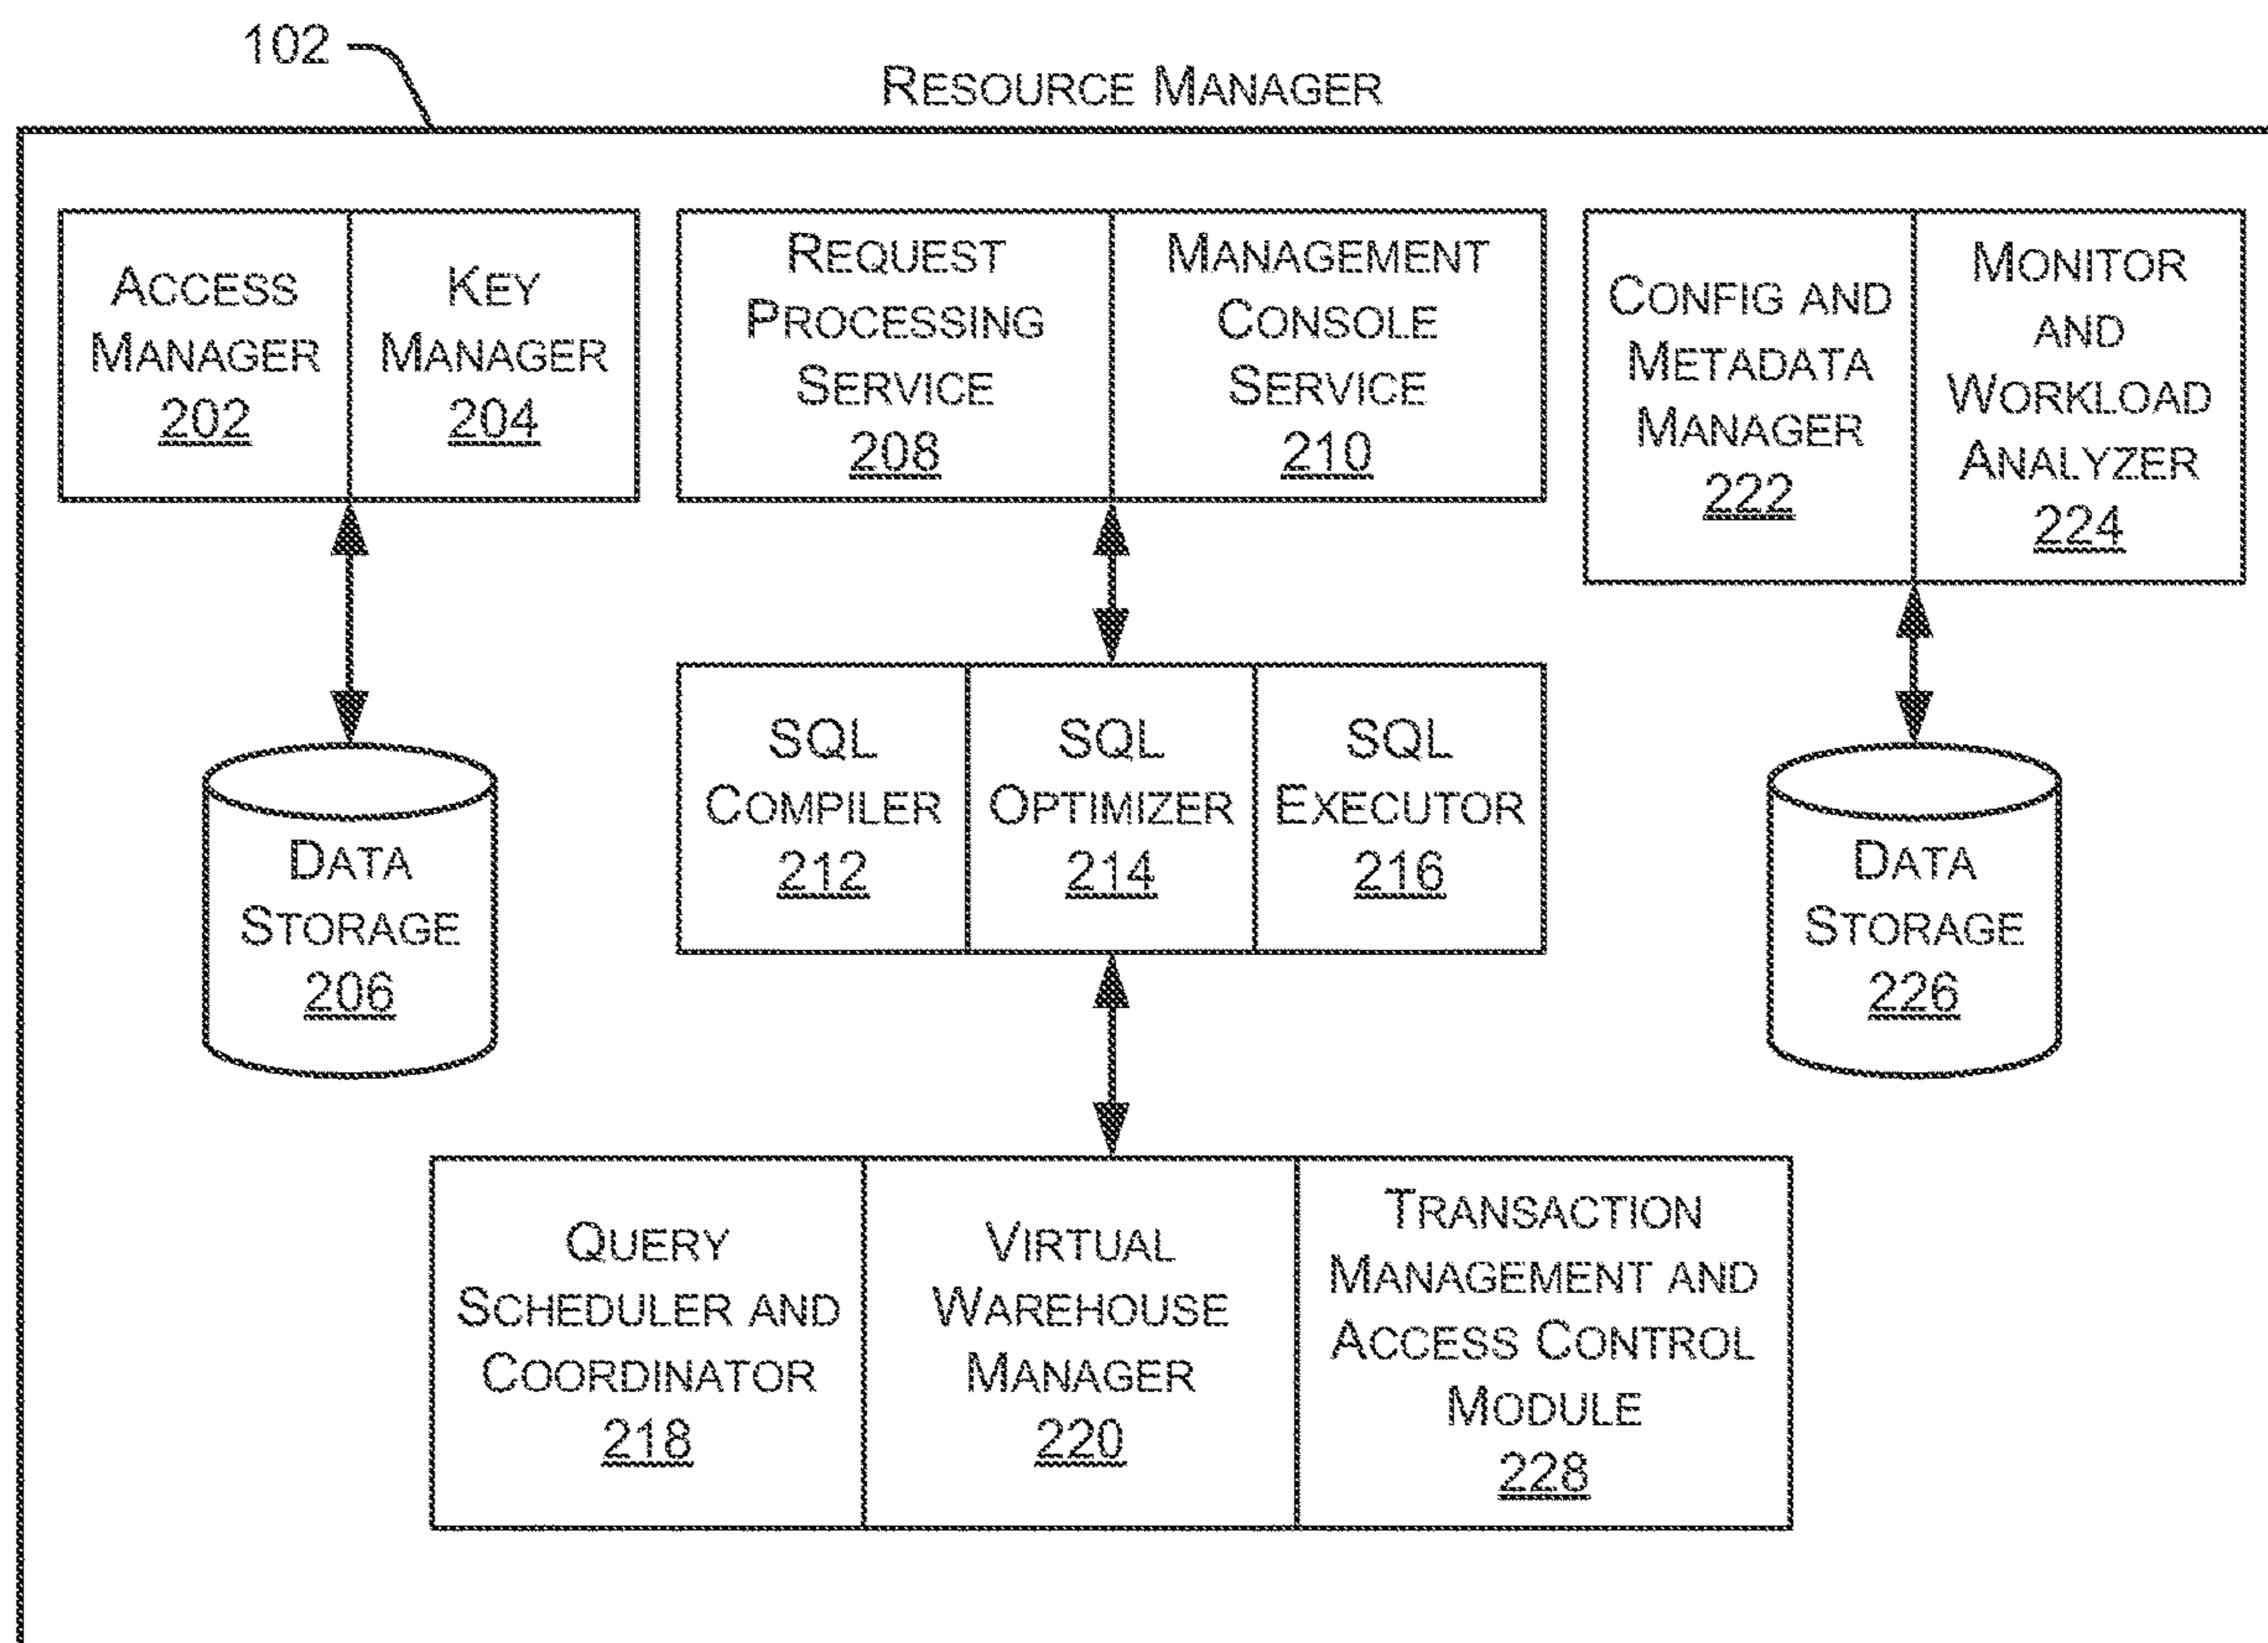 102
RESOURCE MANAGER
ACCESS
MANAGER
202
KEY
MANAGER
204
REQUEST
PROCESSING
SERVICE
208
MANAGEMENT
CONSOLE
SERVICE
210
CONFIG AND
METADATA
MANAGER
222
MONITOR
AND
WORKLOAD
ANALYZER
224
SQL
COMPILER
212
SQL
OPTIMIZER
214
SQL
EXECUTOR
216
DATA
STORAGE
206
DATA
STORAGE
226
QUERY
SCHEDULER AND
COORDINATOR
218
VIRTUAL
WAREHOUSE
MANAGER
220
TRANSACTION
MANAGEMENT AND
ACCESS CONTROL
MODULE
228